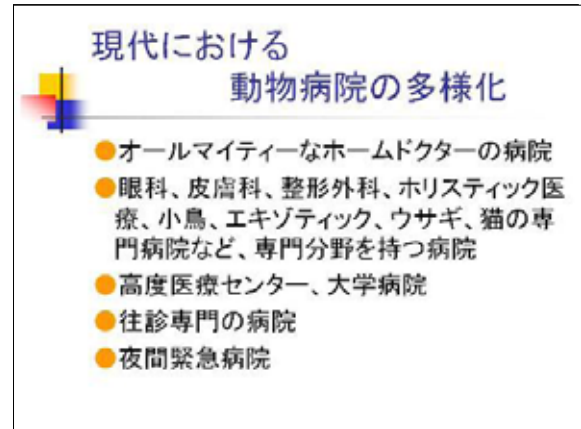 現代における
動物病院の多様化
●オールマイティーなホームドクターの病院
●眼科、皮膚科、整形外科、ホリスティック医
療、小鳥、エキゾティック、ウサギ、猫の専
門病院など、専門分野を持つ病院
●高度医療センター、大学病院
●往診専門の病院
●夜間緊急病院